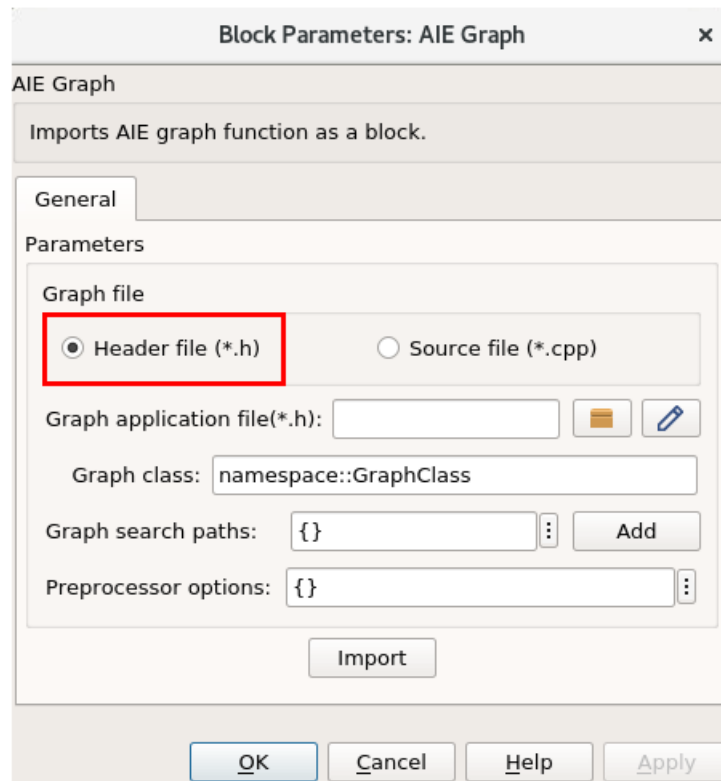 Block Parameters: AIE Graph ×
AIE Graph
Imports AIE graph function as a block.
General
Parameters
Graph file
Header file (*.h) Source file (*.cpp)
Graph application file(*.h):
Graph class: namespace::GraphClass
Graph search paths: {} Add
Preprocessor options: {}
Import
OK Cancel Help Apply